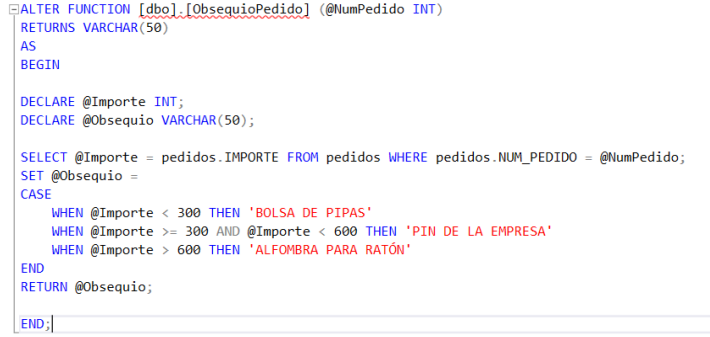 ALTER FUNCTION [dbo].[ObsequioPedido] (@NumPedido INT)
RETURNS VARCHAR(50)
AS
BEGIN
DECLARE @Importe INT;
DECLARE @Obsequio VARCHAR(50);
SELECT @Importe = pedidos.IMPORTE FROM pedidos WHERE pedidos.NUM_PEDIDO = @NumPedido;
SET @Obsequio =
CASE
WHEN @Importe < 300 THEN 'BOLSA DE PIPAS'
WHEN @Importe >= 300 AND @Importe < 600 THEN 'PIN DE LA EMPRESA'
WHEN @Importe > 600 THEN 'ALFOMBRA PARA RATÓN'
END
RETURN @Obsequio;
END;